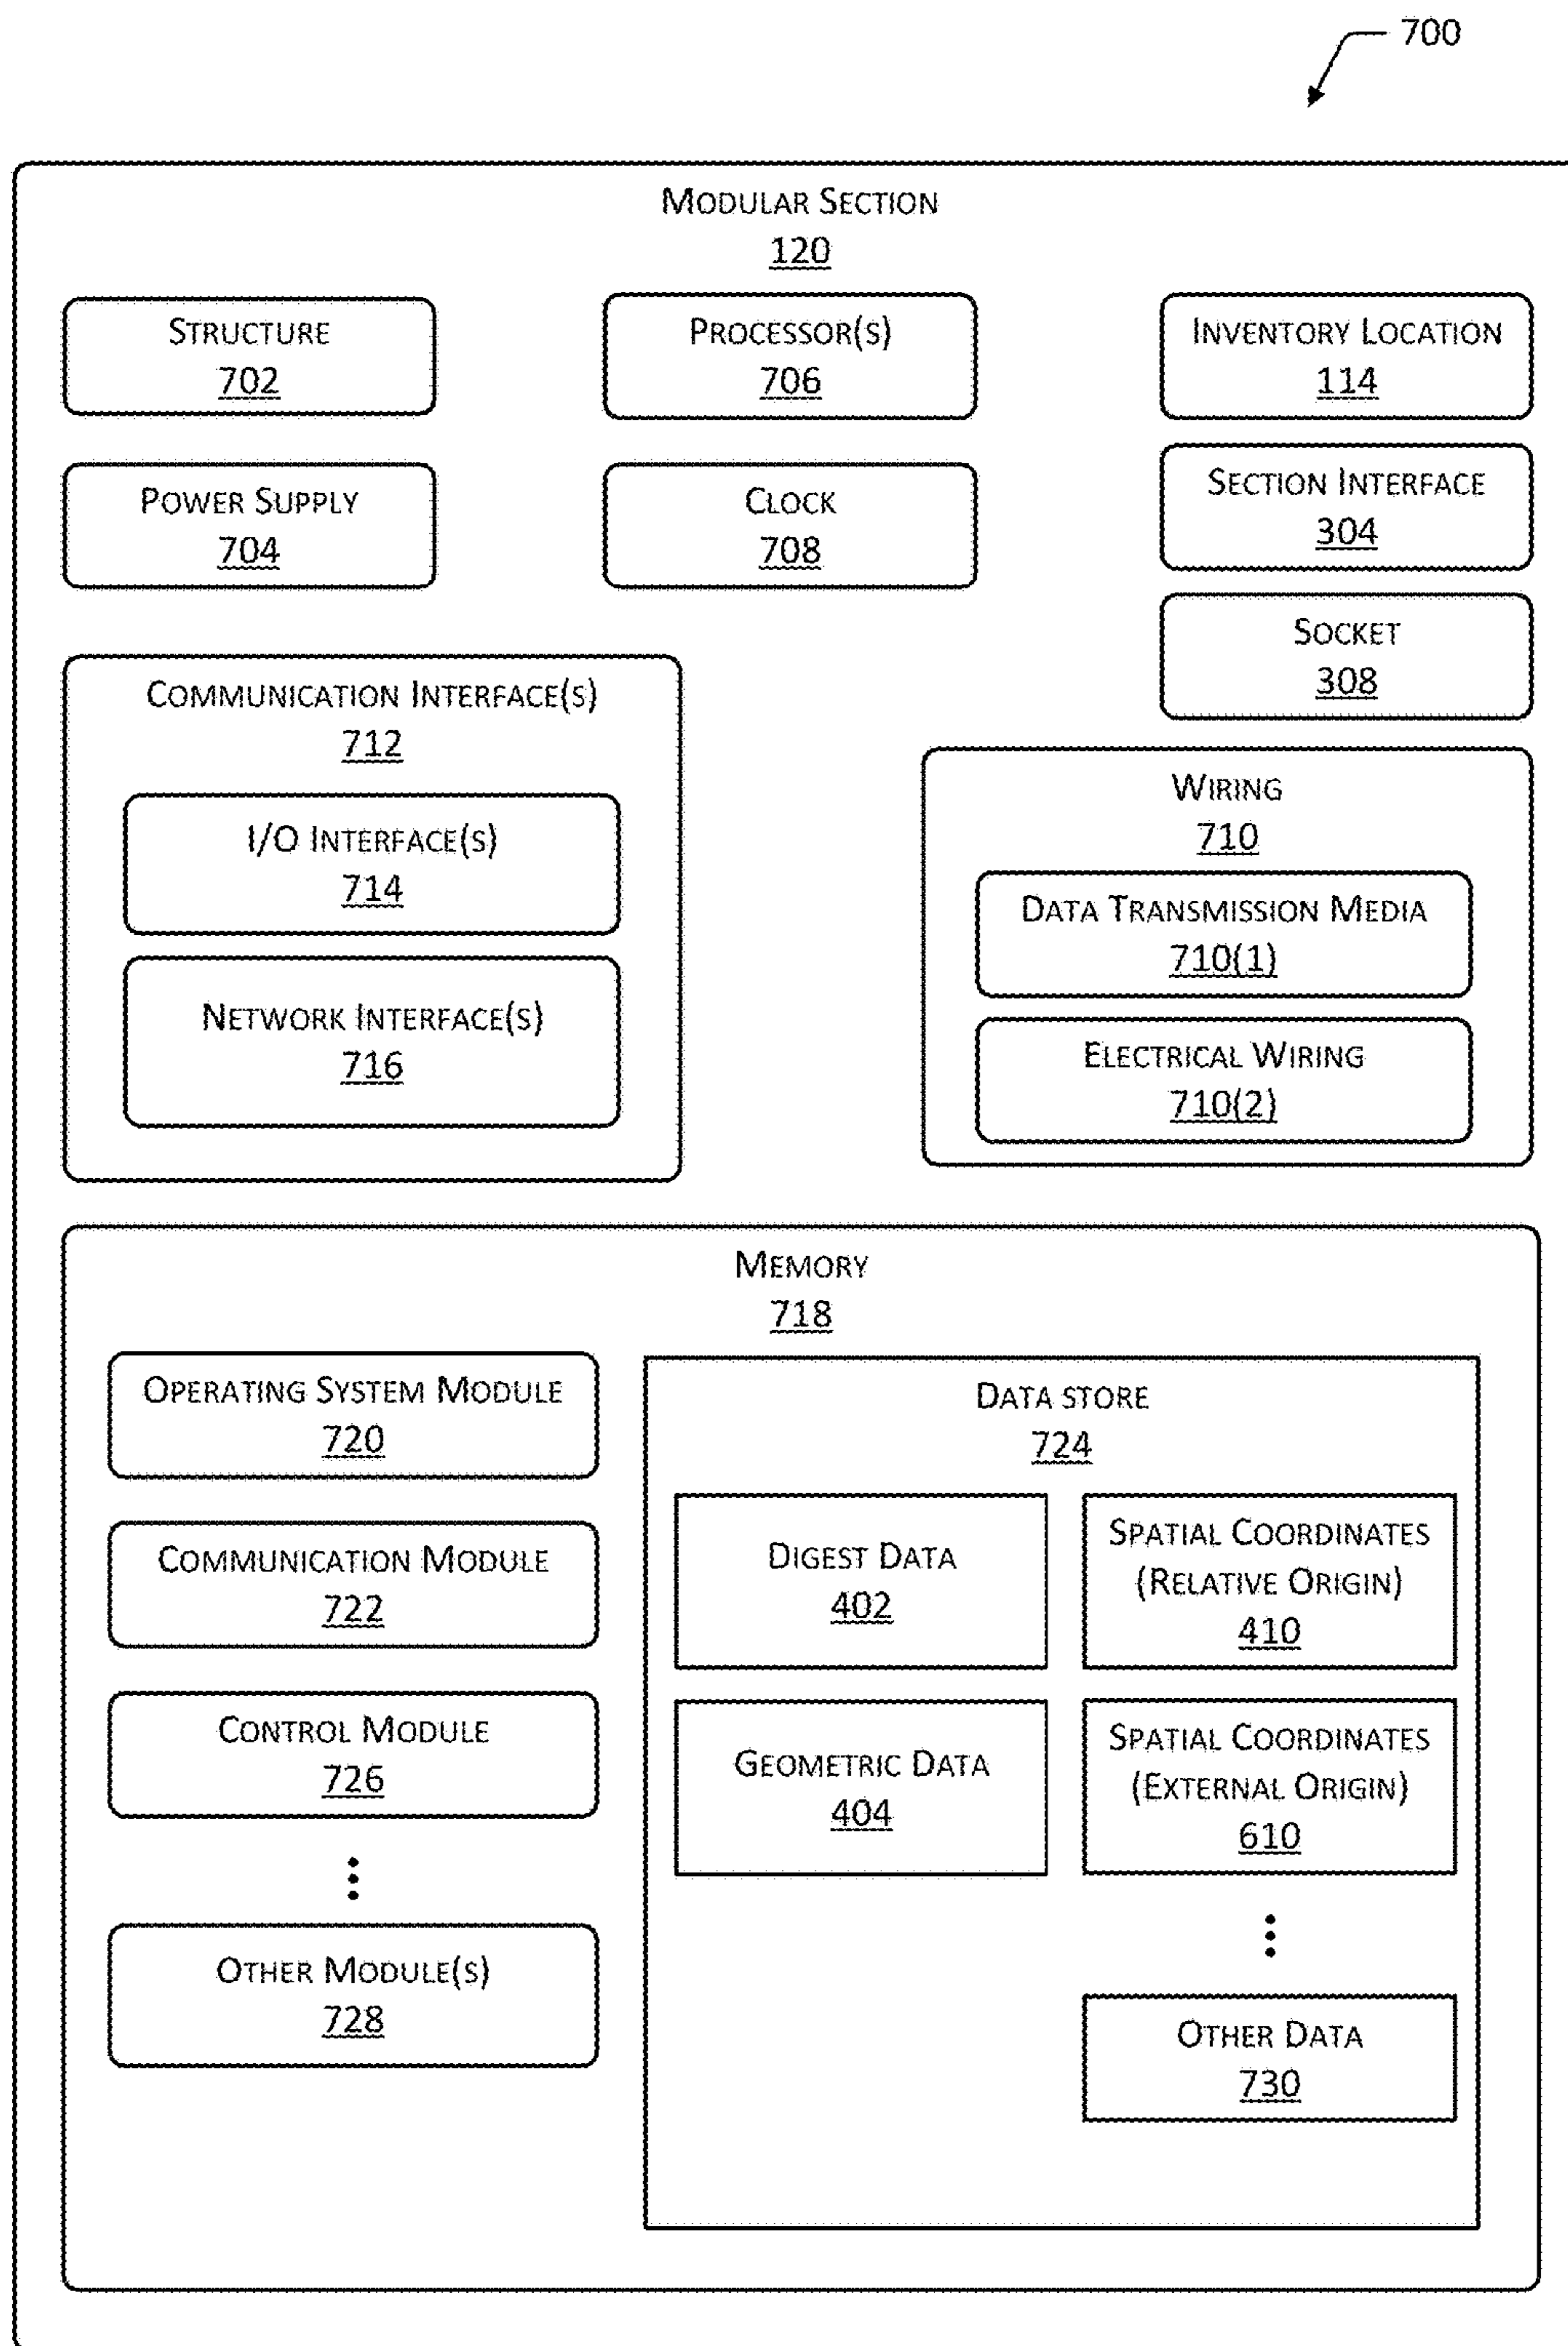 700
MODULAR SECTION
120
STRUCTURE
702
PROCESSOR(S)
706
INVENTORY LOCATION
114
POWER SUPPLY
704
CLOCK
708
SECTION INTERFACE
304
SOCKET
308
COMMUNICATION INTERFACE(S)
712
I/O INTERFACE(S)
714
NETWORK INTERFACE(S)
716
WIRING
710
DATA TRANSMISSION MEDIA
710(1)
ELECTRICAL WIRING
710(2)
MEMORY
718
OPERATING SYSTEM MODULE
720
COMMUNICATION MODULE
722
CONTROL MODULE
726
OTHER MODULE(S)
728
DATA STORE
724
DIGEST DATA
402
SPATIAL COORDINATES
(RELATIVE ORIGIN)
410
GEOMETRIC DATA
404
SPATIAL COORDINATES
(EXTERNAL ORIGIN)
610
OTHER DATA
730